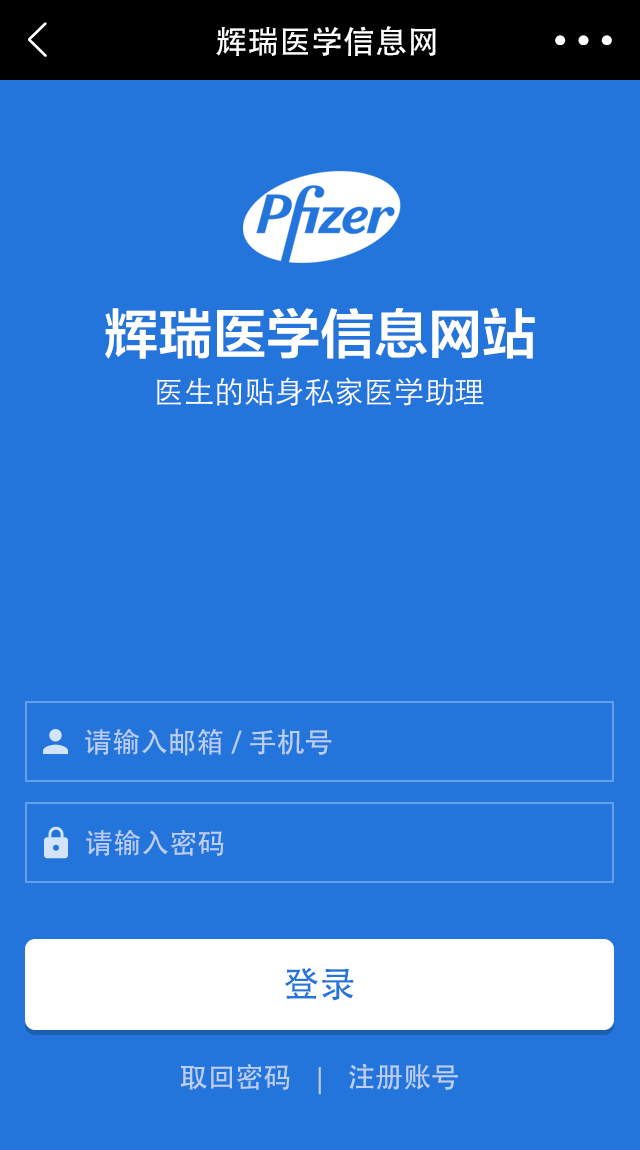 辉瑞医学信息网
Pfizer
辉瑞医学信息网站
医生的贴身私家医学助理
请输入邮箱 / 手机号
请输入密码
登录
取回密码 | 注册账号